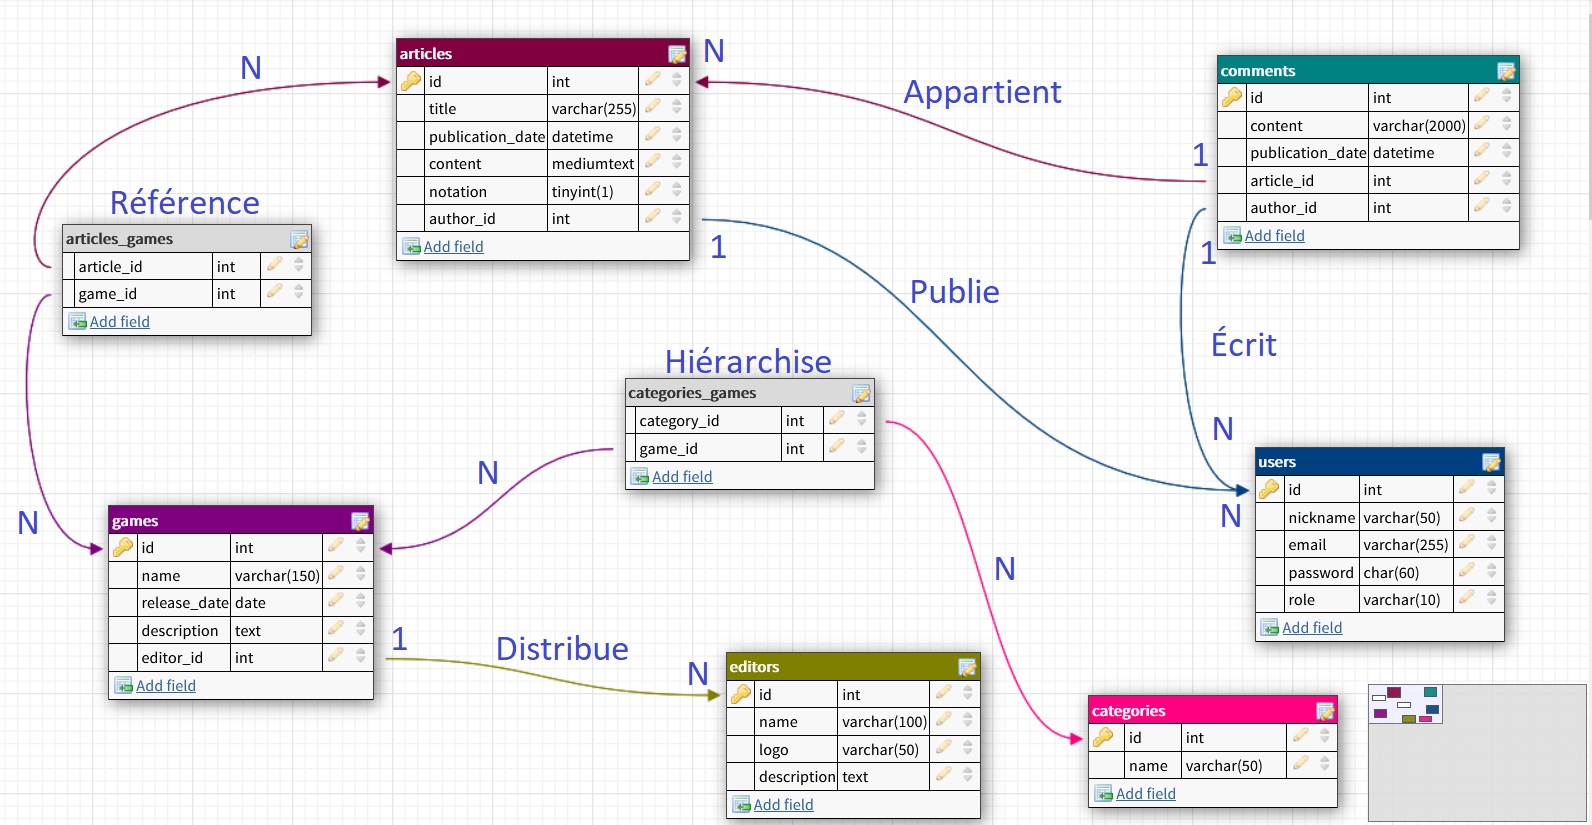 articles
id int
title varchar(255)
publication_date datetime
content mediumtext
notation tinyint(1)
author_id int
Add field
N
N
1
Appartient
comments
id int
content varchar(2000)
publication_date datetime
article_id int
author_id int
Add field
1
1
Référence
articles_games
article_id int
game_id int
Add field
N
Publie
Écrit
N
N
Hiérarchise
categories_games
category_id int
game_id int
Add field
N
N
users
id int
nickname varchar(50)
email varchar(255)
password char(60)
role varchar(10)
Add field
games
id int
name varchar(150)
release_date date
description text
editor_id int
Add field
1
Distribue
N
editors
id int
name varchar(100)
logo varchar(50)
description text
Add field
categories
id int
name varchar(50)
Add field